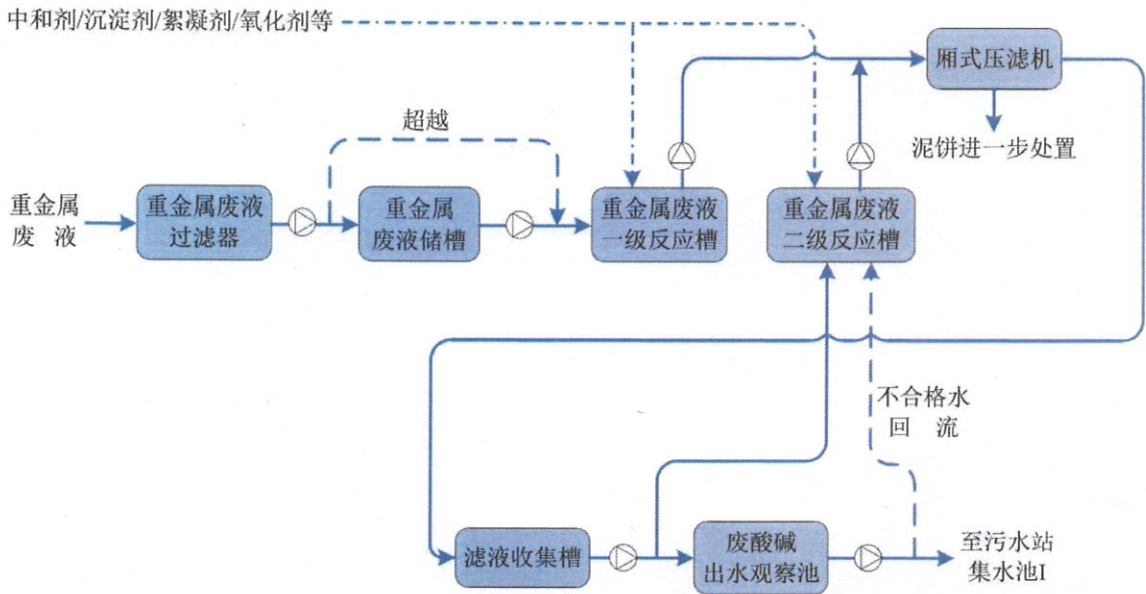 中和剂/沉淀剂/絮凝剂/氧化剂等
厢式压滤机
超越
泥饼进一步处置
重金属
废 液
重金属废液
过滤器
重金属
废液储槽
重金属废液
一级反应槽
重金属废液
二级反应槽
不合格水
回 流
滤液收集槽
废酸碱
出水观察池
至污水站
集水池I